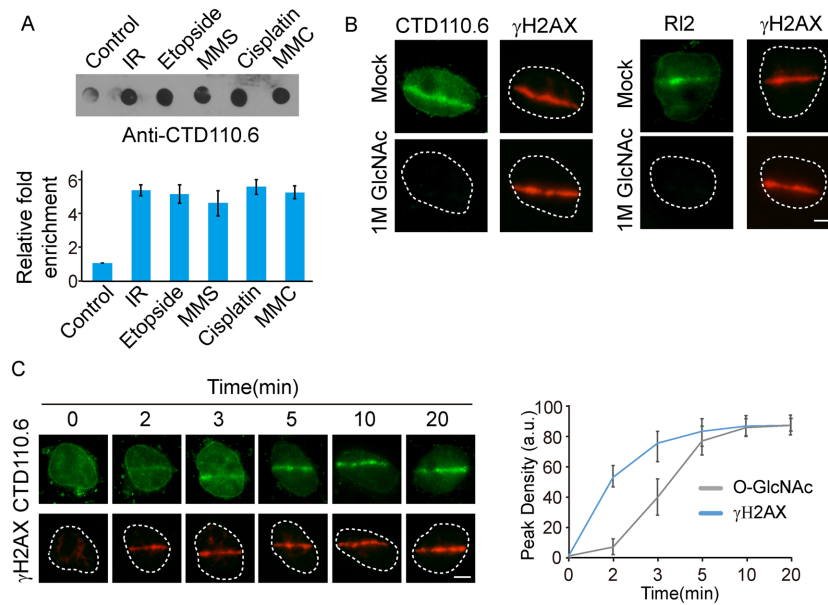 A
Control
IR
Etopside
MMS
Cisplatin
MMC
Anti-CTD110.6
Relative fold
enrichment
6
4
2
0
Control
IR
Etopside
MMS
Cisplatin
MMC
B
CTD110.6 γH2AX
Rl2 γH2AX
Mock
1M GlcNAc
Mock
1M GlcNAc
C
Time(min)
0 2 3 5 10 20
CTD110.6
γH2AX
Peak Density (a.u.)
100
80
60
40
20
0
O-GlcNAc
γH2AX
0 2 3 5 10 20
Time(min)